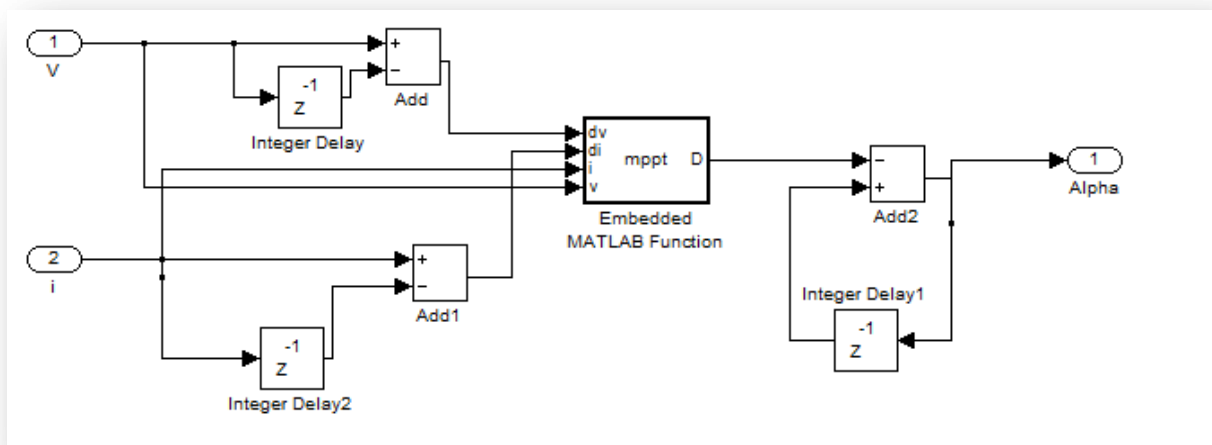 1
V
+
−
Add
-1
Z
Integer Delay
dv
di
i
v
mppt
D
Embedded
MATLAB Function
−
+
Add2
1
Alpha
2
i
+
−
Add1
-1
Z
Integer Delay2
Integer Delay1
-1
Z